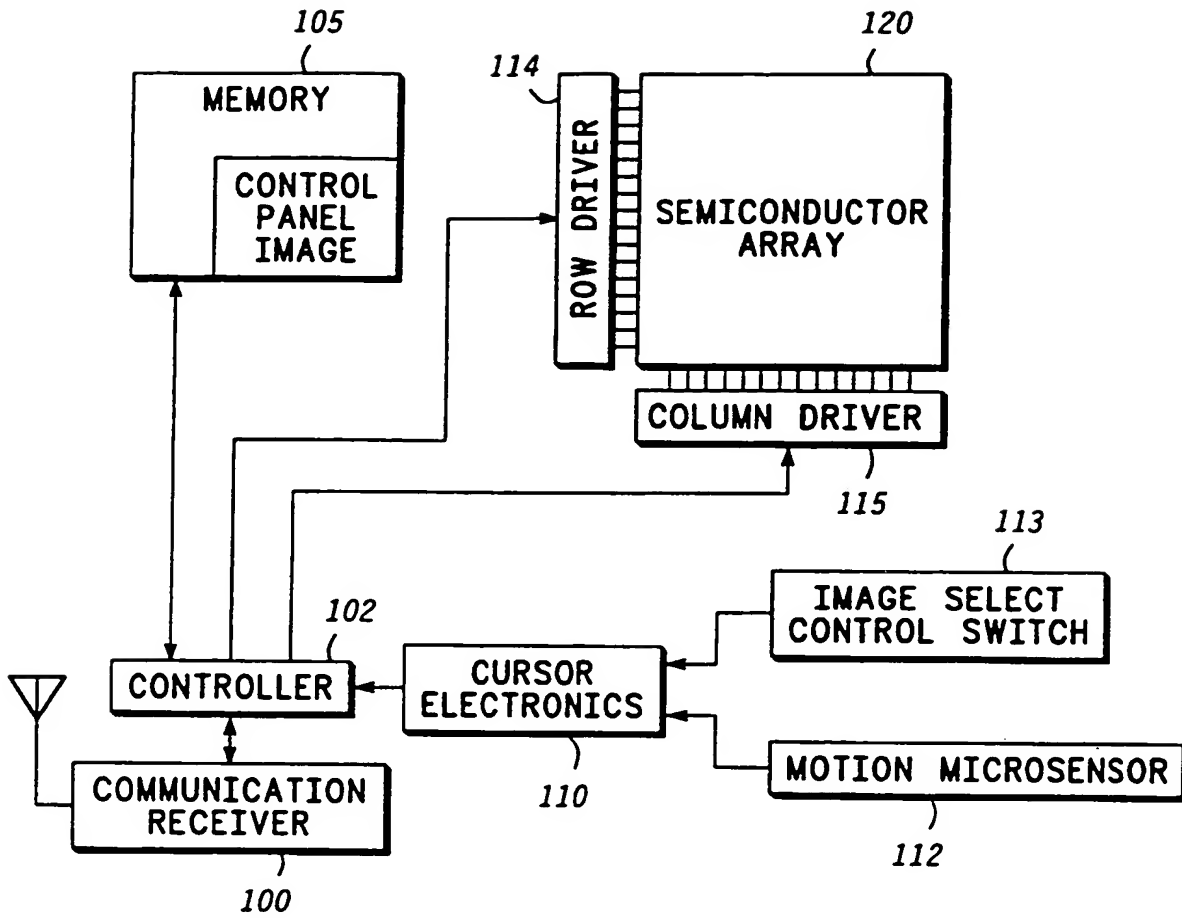 105
MEMORY
CONTROL
PANEL
IMAGE
114
ROW DRIVER
120
SEMICONDUCTOR
ARRAY
COLUMN DRIVER
115
113
IMAGE SELECT
CONTROL SWITCH
102
CONTROLLER
CURSOR
ELECTRONICS
110
MOTION MICROSENSOR
112
COMMUNICATION
RECEIVER
100